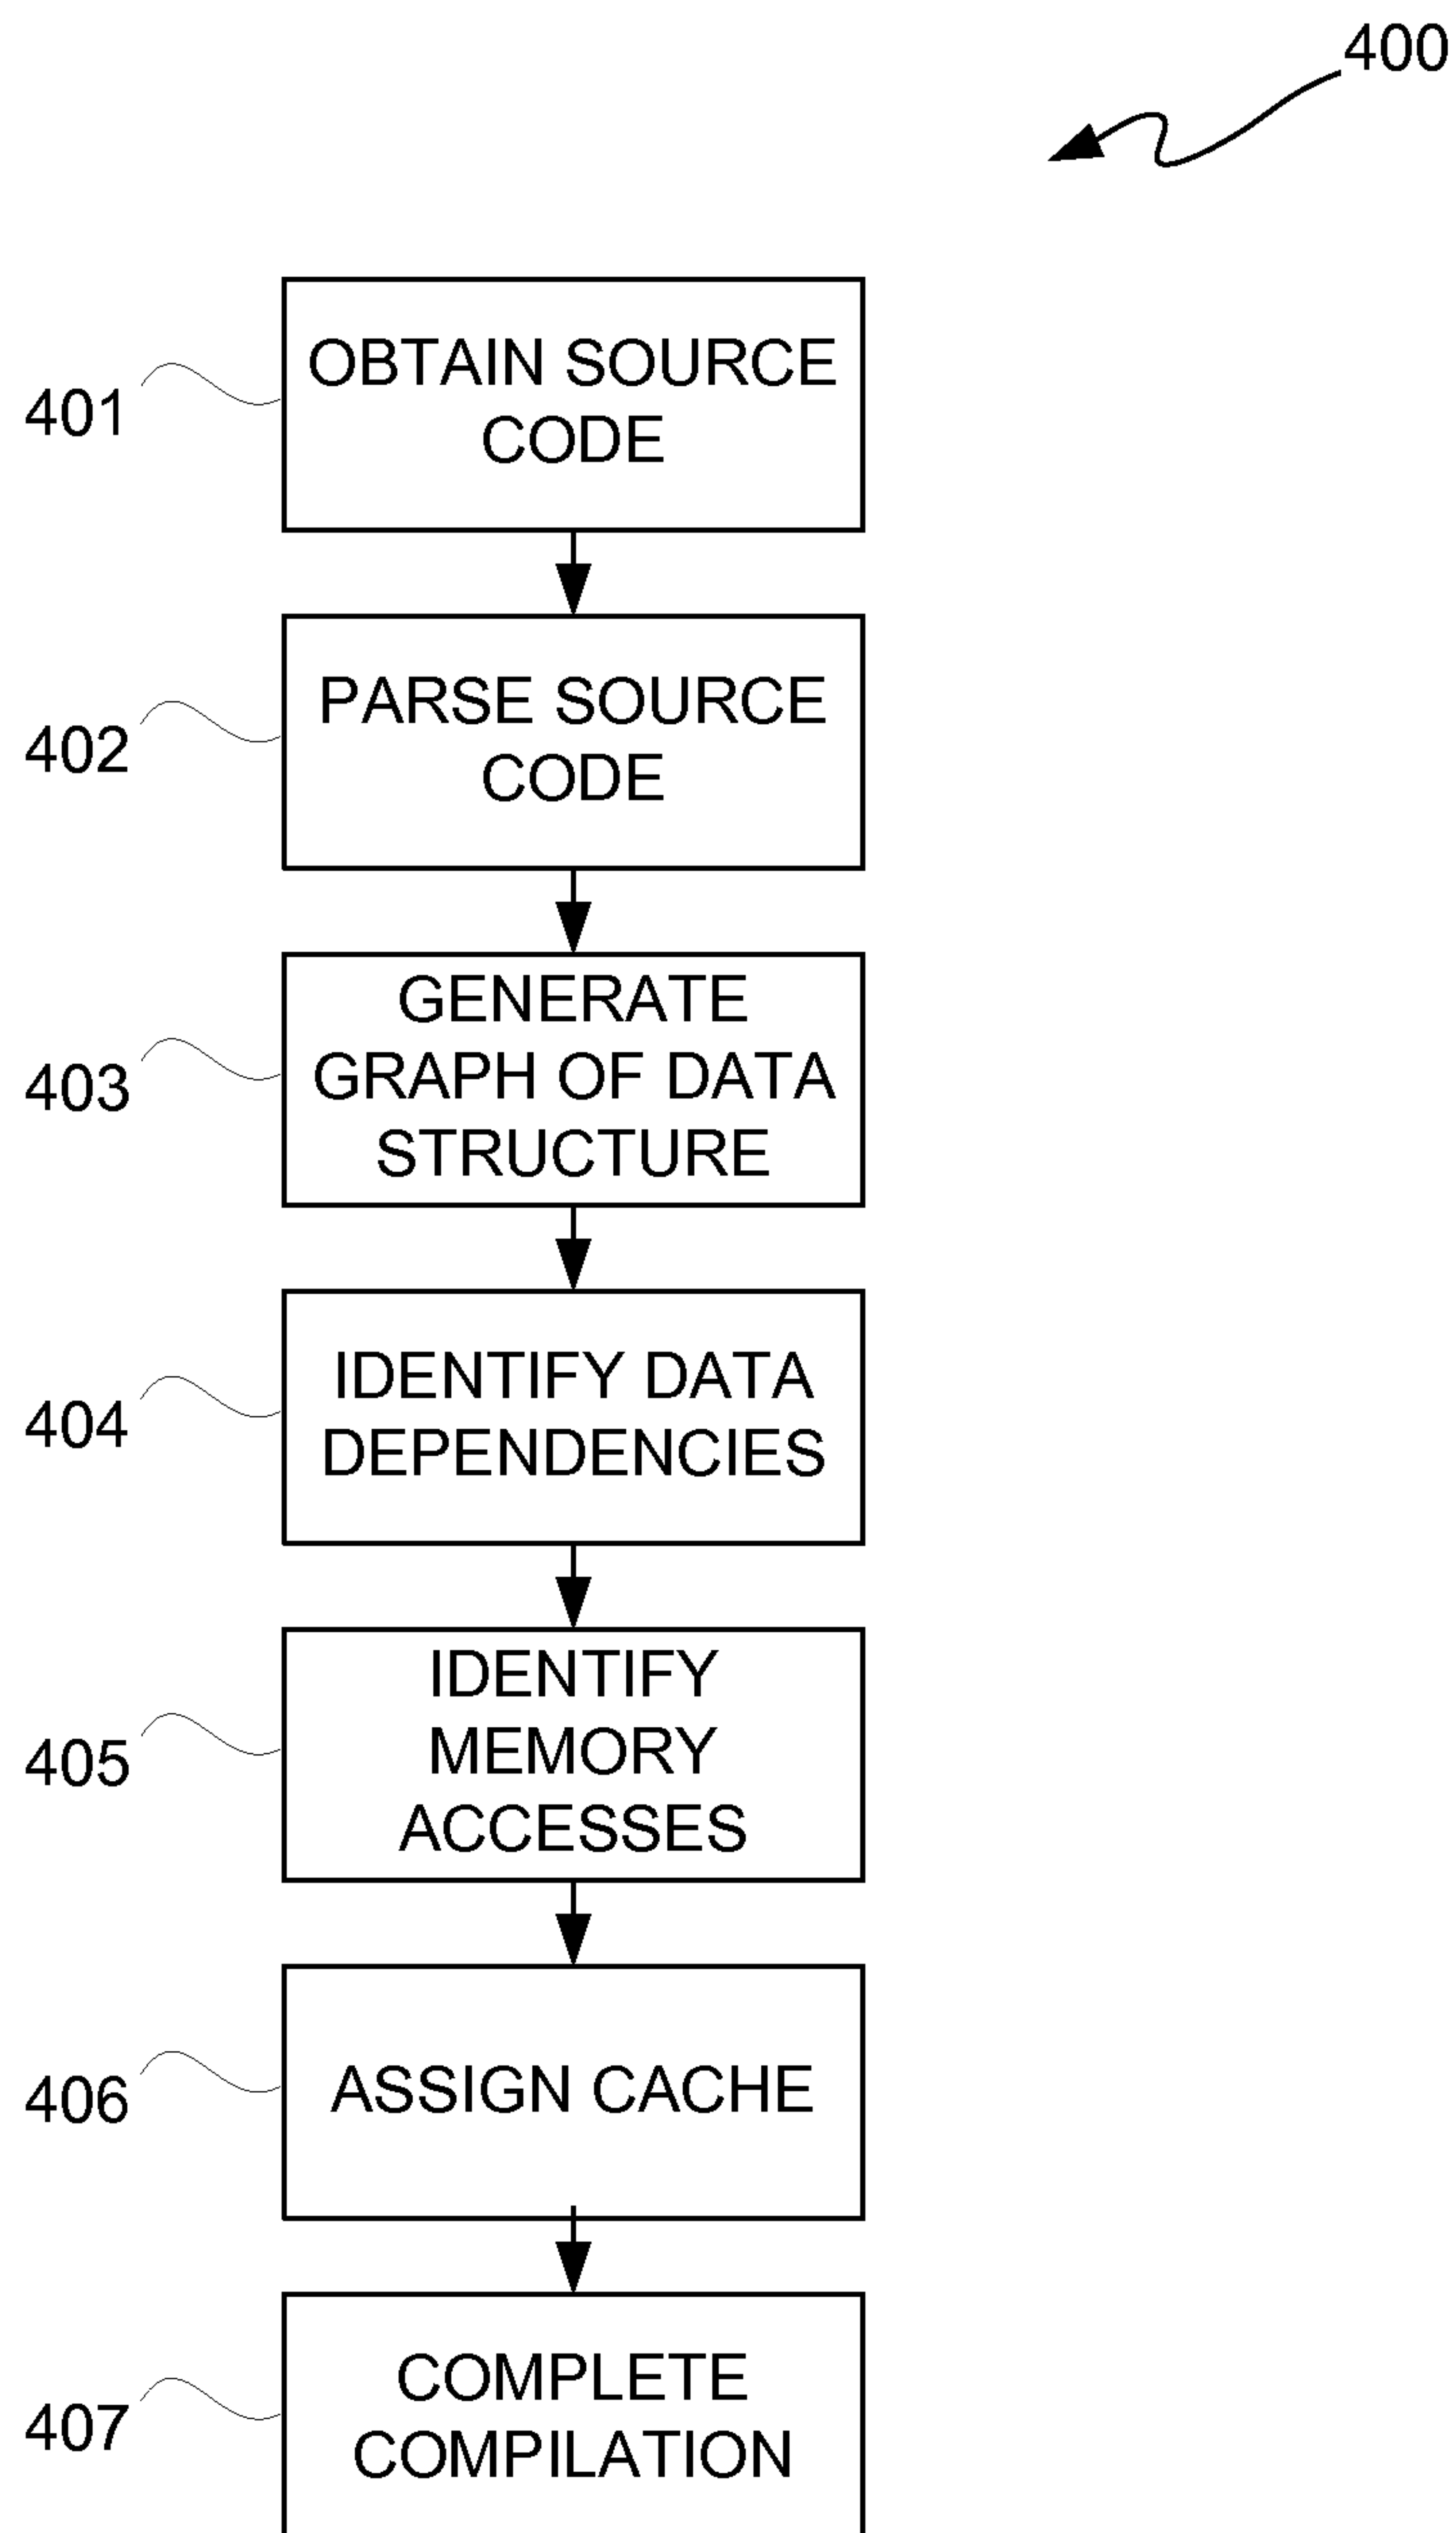 400
401
OBTAIN SOURCE
CODE
402
PARSE SOURCE
CODE
403
GENERATE
GRAPH OF DATA
STRUCTURE
404
IDENTIFY DATA
DEPENDENCIES
405
IDENTIFY
MEMORY
ACCESSES
406
ASSIGN CACHE
407
COMPLETE
COMPILATION